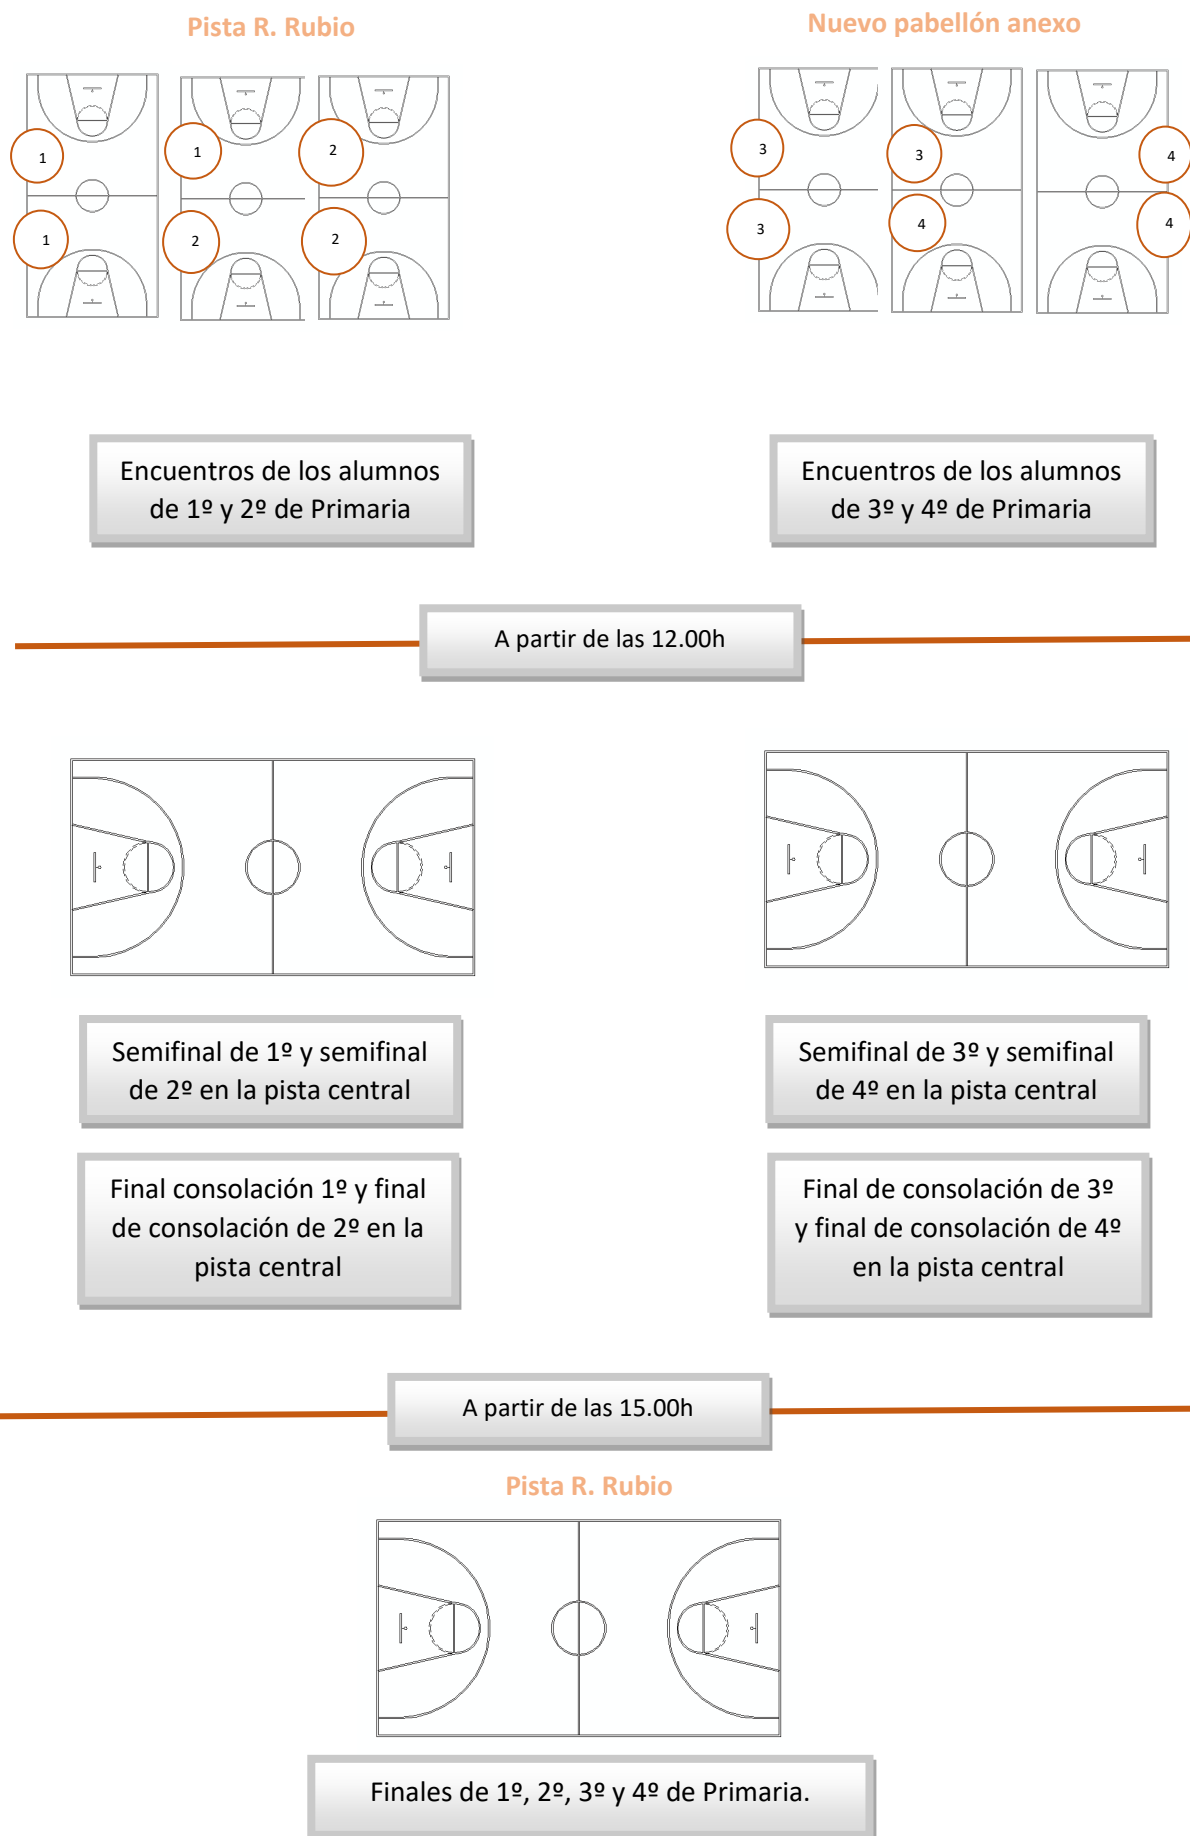 Pista R. Rubio
Nuevo pabellón anexo
1
1
2
1
2
2
3
3
4
3
4
4
Encuentros de los alumnos
de 1º y 2º de Primaria
Encuentros de los alumnos
de 3º y 4º de Primaria
A partir de las 12.00h
Semifinal de 1º y semifinal
de 2º en la pista central
Semifinal de 3º y semifinal
de 4º en la pista central
Final consolación 1º y final
de consolación de 2º en la
pista central
Final de consolación de 3º
y final de consolación de 4º
en la pista central
A partir de las 15.00h
Pista R. Rubio
Finales de 1º, 2º, 3º y 4º de Primaria.